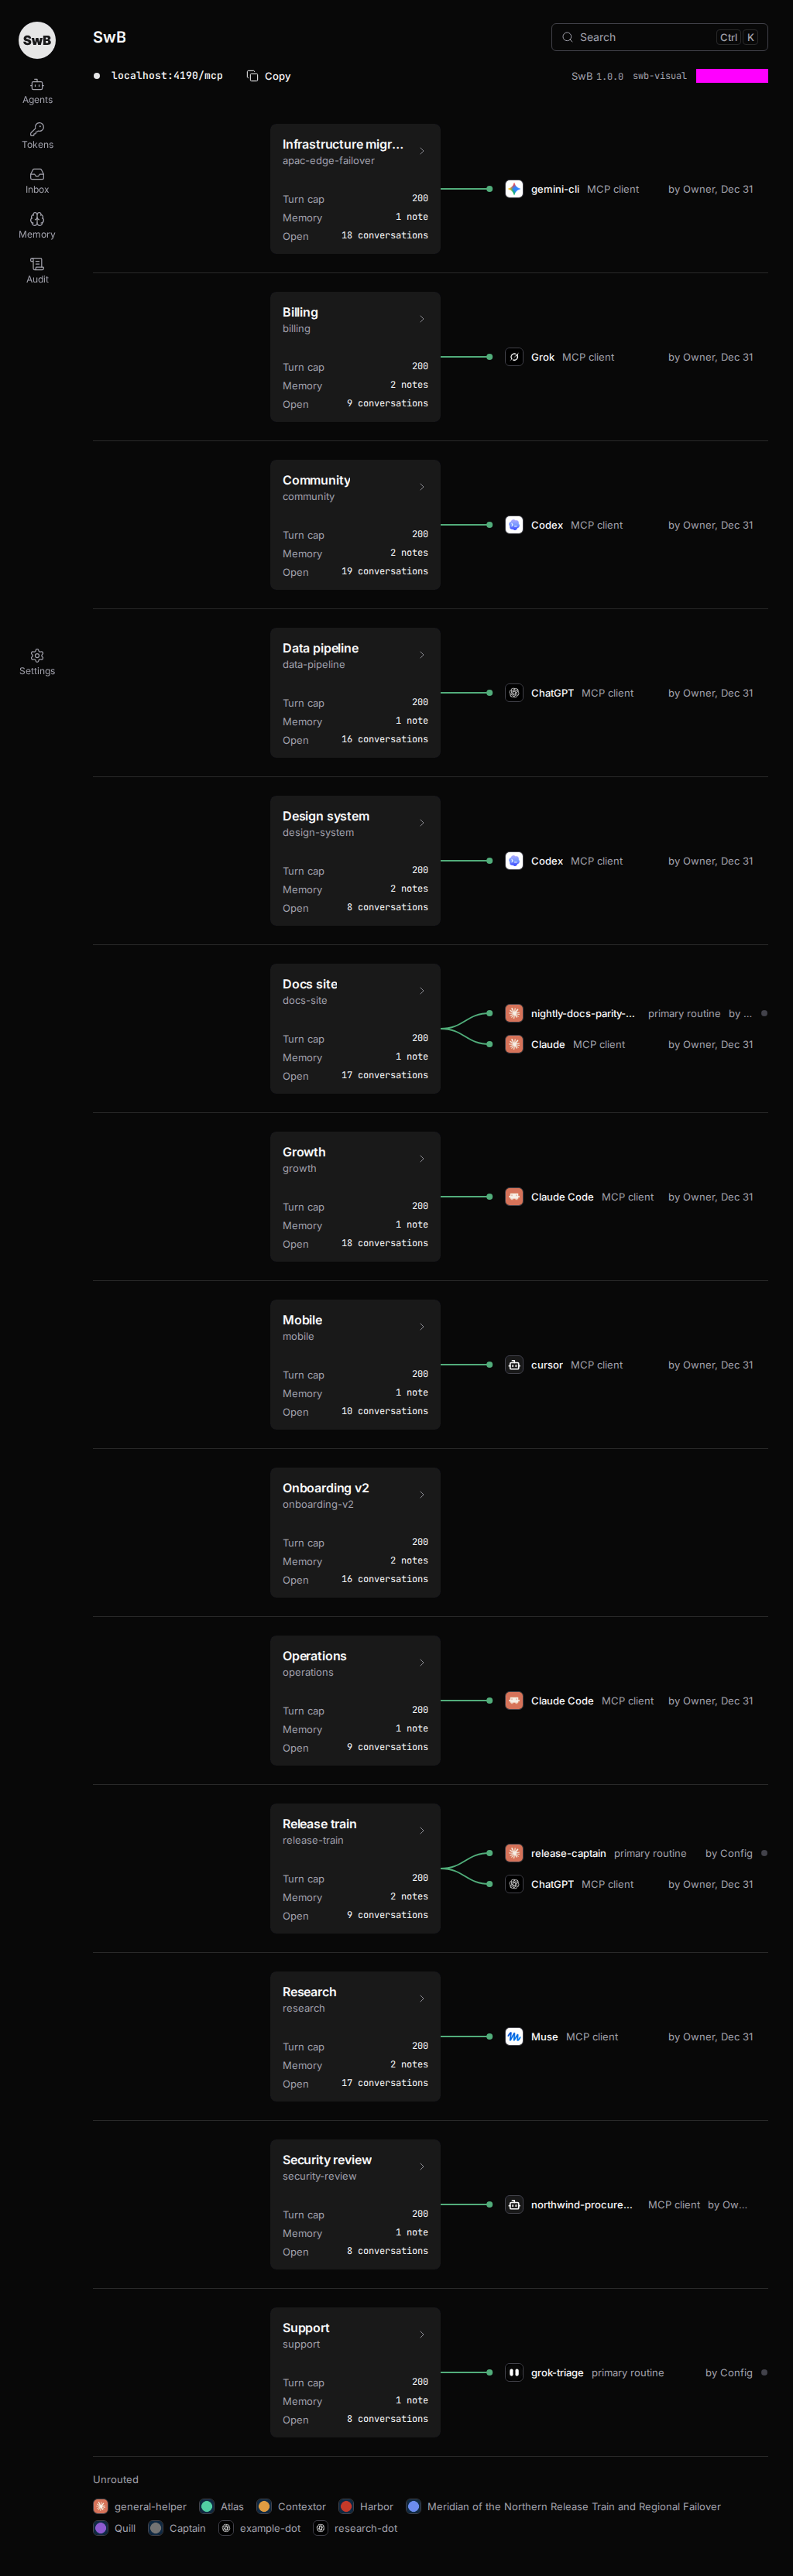 SwB
SwB
Search Ctrl K
localhost:4190/mcp Copy SwB 1.0.0 swb-visual
Agents
Tokens
Inbox
Memory
Audit
Settings
Infrastructure migr...
apac-edge-failover
Turn cap 200
Memory 1 note
Open 18 conversations
gemini-cli MCP client by Owner, Dec 31
Billing
billing
Turn cap 200
Memory 2 notes
Open 9 conversations
Grok MCP client by Owner, Dec 31
Community
community
Turn cap 200
Memory 2 notes
Open 19 conversations
Codex MCP client by Owner, Dec 31
Data pipeline
data-pipeline
Turn cap 200
Memory 1 note
Open 16 conversations
ChatGPT MCP client by Owner, Dec 31
Design system
design-system
Turn cap 200
Memory 2 notes
Open 8 conversations
Codex MCP client by Owner, Dec 31
Docs site
docs-site
Turn cap 200
Memory 1 note
Open 17 conversations
nightly-docs-parity-... primary routine by ...
Claude MCP client by Owner, Dec 31
Growth
growth
Turn cap 200
Memory 1 note
Open 18 conversations
Claude Code MCP client by Owner, Dec 31
Mobile
mobile
Turn cap 200
Memory 1 note
Open 10 conversations
cursor MCP client by Owner, Dec 31
Onboarding v2
onboarding-v2
Turn cap 200
Memory 2 notes
Open 16 conversations
Operations
operations
Turn cap 200
Memory 1 note
Open 9 conversations
Claude Code MCP client by Owner, Dec 31
Release train
release-train
Turn cap 200
Memory 2 notes
Open 9 conversations
release-captain primary routine by Config
ChatGPT MCP client by Owner, Dec 31
Research
research
Turn cap 200
Memory 2 notes
Open 17 conversations
Muse MCP client by Owner, Dec 31
Security review
security-review
Turn cap 200
Memory 1 note
Open 8 conversations
northwind-procure... MCP client by Ow...
Support
support
Turn cap 200
Memory 1 note
Open 8 conversations
grok-triage primary routine by Config
Unrouted
general-helper Atlas Contextor Harbor Meridian of the Northern Release Train and Regional Failover
Quill Captain example-dot research-dot